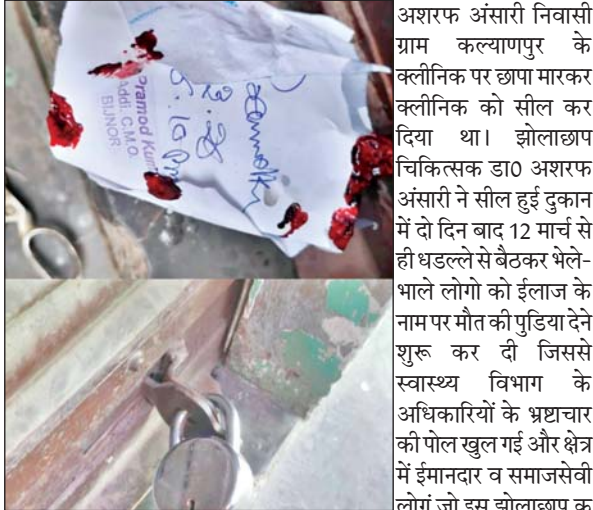 Pramod Kum
Addl. C.M.O.
BIJNOR
अशरफ अंसारी निवासी
ग्राम कल्याणपुर के
क्लीनिक पर छापा मारकर
क्लीनिक को सील कर
दिया था। झोलाछाप
चिकित्सक डा0 अशरफ
अंसारी ने सील हुई दुकान
में दो दिन बाद 12 मार्च से
ही धडल्ले से बैठकर भेले-
भाले लोगो को ईलाज के
नाम पर मौत की पुडिया देने
शुरू कर दी जिससे
स्वास्थ्य विभाग के
अधिकारियों के भ्रष्टाचार
की पोल खुल गई और क्षेत्र
में ईमानदार व समाजसेवी
लोगं जो इस झोलाछाप क